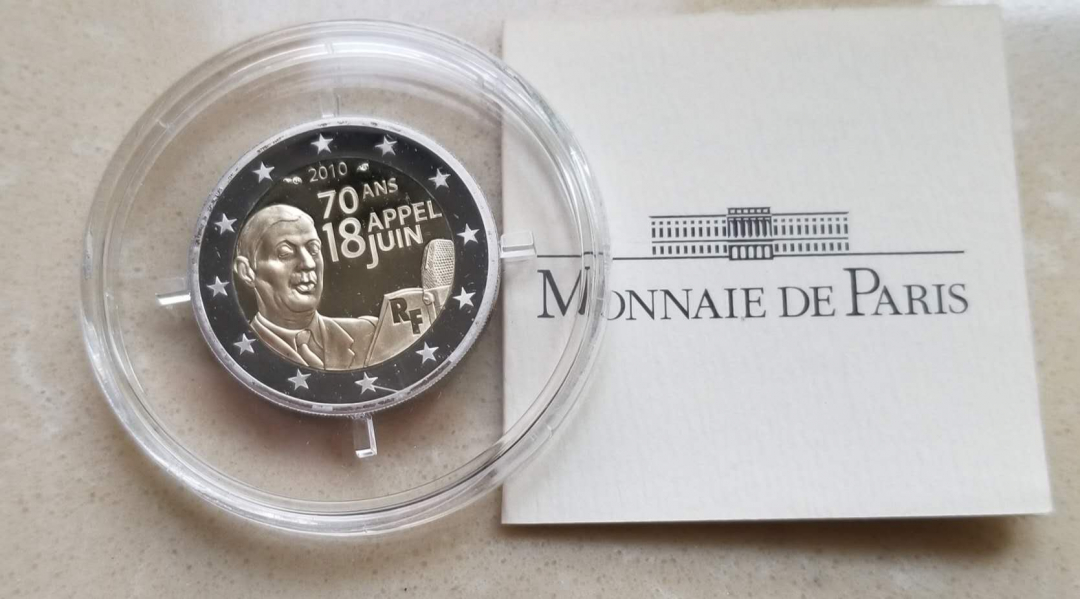 2010
70 ANS
APPEL
18 JUIN
RF
MONNAIE DE PARIS